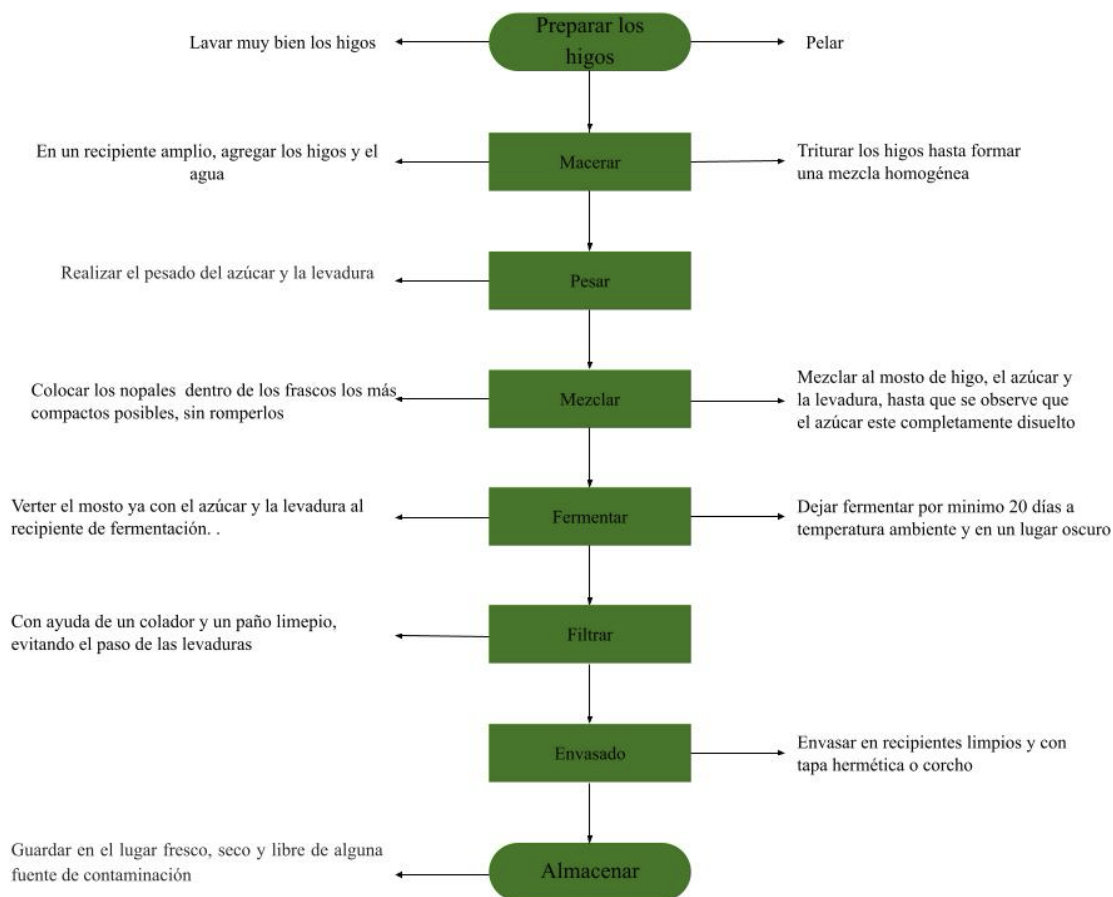 Preparar los
higos
Lavar muy bien los higos
Pelar
En un recipiente amplio, agregar los higos y el
agua
Macerar
Triturar los higos hasta formar
una mezcla homogénea
Realizar el pesado del azúcar y la levadura
Pesar
Colocar los nopales dentro de los frascos los más
compactos posibles, sin romperlos
Mezclar
Mezclar al mosto de higo, el azúcar y
la levadura, hasta que se observe que
el azúcar este completamente disuelto
Verter el mosto ya con el azúcar y la levadura al
recipiente de fermentación. .
Fermentar
Dejar fermentar por minimo 20 días a
temperatura ambiente y en un lugar oscuro
Con ayuda de un colador y un paño limepio,
evitando el paso de las levaduras
Filtrar
Envasado
Envasar en recipientes limpios y con
tapa hermética o corcho
Guardar en el lugar fresco, seco y libre de alguna
fuente de contaminación
Almacenar